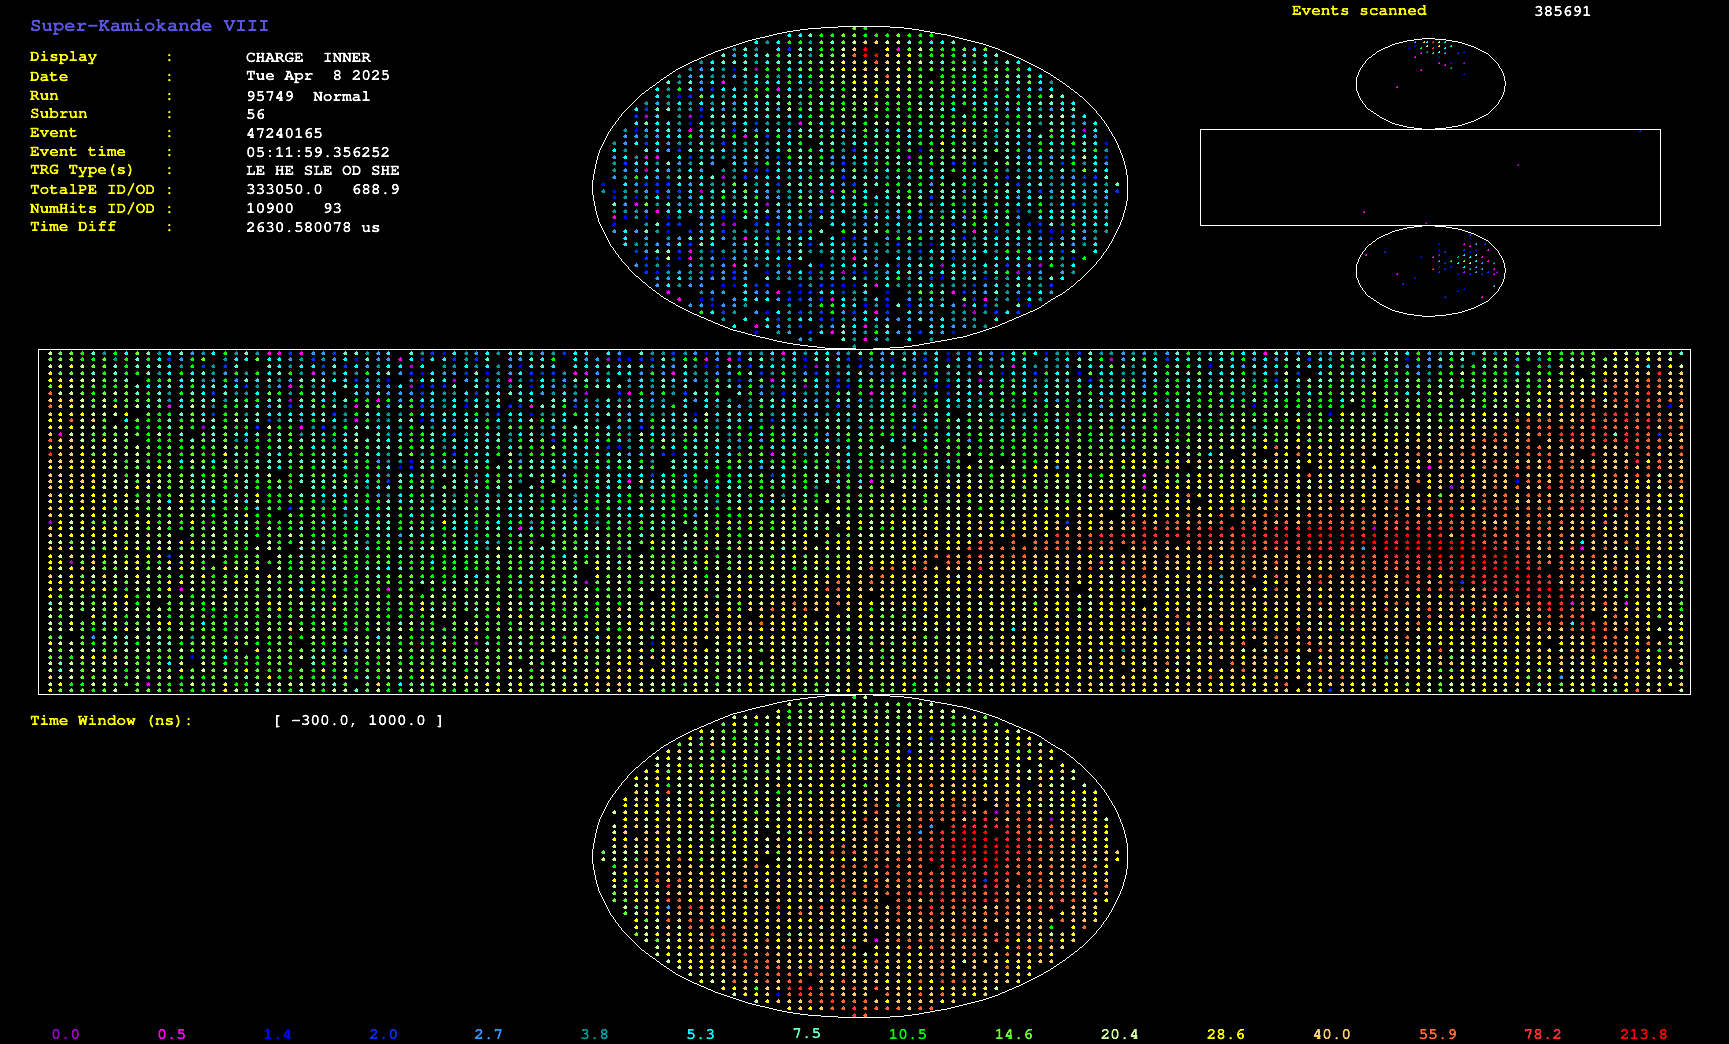 Super-Kamiokande VIII
Events scanned 385691
Display : CHARGE INNER
Date : Tue Apr 8 2025
Run : 95749 Normal
Subrun : 56
Event : 47240165
Event time : 05:11:59.356252
TRG Type(s) : LE HE SLE OD SHE
TotalPE ID/OD : 333050.0 688.9
NumHits ID/OD : 10900 93
Time Diff : 2630.580078 us
Time Window (ns): [ -300.0, 1000.0 ]
0.0 0.5 1.4 2.0 2.7 3.8 5.3 7.5 10.5 14.6 20.4 28.6 40.0 55.9 78.2 213.8